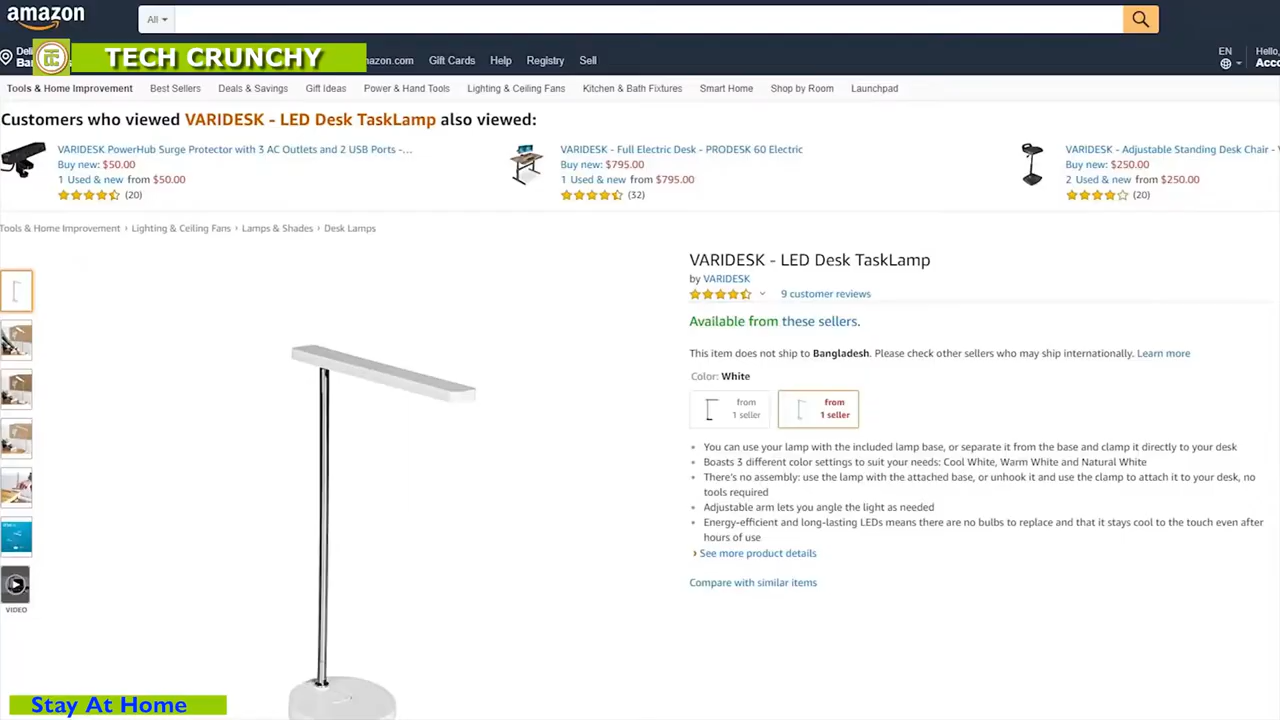 amazon
All
Deli
Ban
TECH CRUNCHY
mazon.com Gift Cards Help Registry Sell
EN
Hello,
Acco
Tools & Home Improvement Best Sellers Deals & Savings Gift Ideas Power & Hand Tools Lighting & Ceiling Fans Kitchen & Bath Fixtures Smart Home Shop by Room Launchpad
Customers who viewed VARIDESK - LED Desk TaskLamp also viewed:
VARIDESK PowerHub Surge Protector with 3 AC Outlets and 2 USB Ports -...
Buy new: $50.00
1 Used & new from $50.00
(20)
VARIDESK - Full Electric Desk - PRODESK 60 Electric
Buy new: $795.00
1 Used & new from $795.00
(32)
VARIDESK - Adjustable Standing Desk Chair - V
Buy new: $250.00
2 Used & new from $250.00
(20)
Tools & Home Improvement › Lighting & Ceiling Fans › Lamps & Shades › Desk Lamps
VARIDESK - LED Desk TaskLamp
by VARIDESK
9 customer reviews
Available from these sellers.
This item does not ship to Bangladesh. Please check other sellers who may ship internationally. Learn more
Color: White
from
1 seller
from
1 seller
• You can use your lamp with the included lamp base, or separate it from the base and clamp it directly to your desk
• Boasts 3 different color settings to suit your needs: Cool White, Warm White and Natural White
• There's no assembly: use the lamp with the attached base, or unhook it and use the clamp to attach it to your desk, no
tools required
• Adjustable arm lets you angle the light as needed
• Energy-efficient and long-lasting LEDs means there are no bulbs to replace and that it stays cool to the touch even after
hours of use
› See more product details
Compare with similar items
VIDEO
Stay At Home